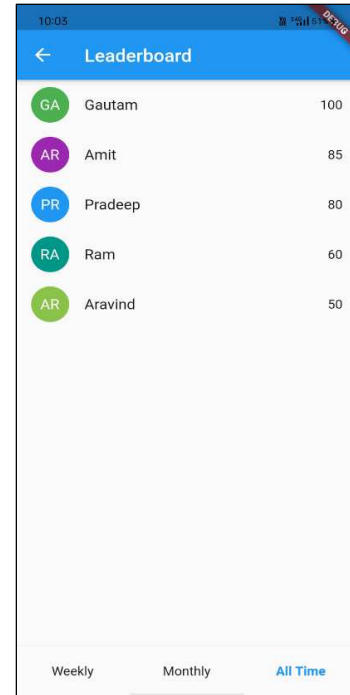 10:03
DEBUG
Leaderboard
GA Gautam 100
AR Amit 85
PR Pradeep 80
RA Ram 60
AR Aravind 50
Weekly Monthly All Time